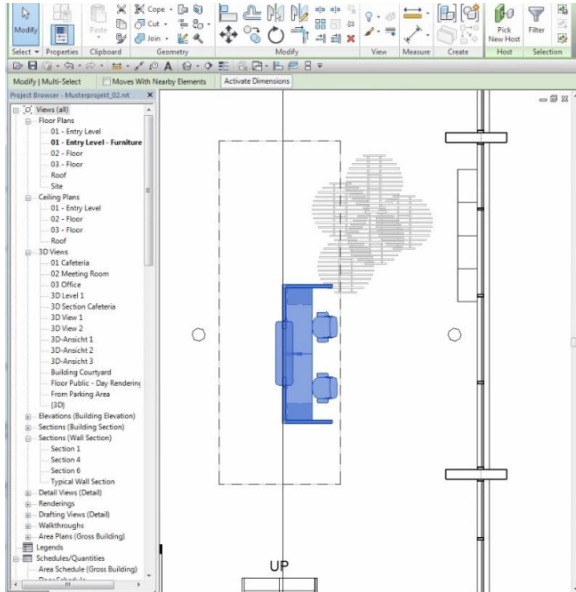 Modify
Properties
Paste
Cope
Cut
Join
Pick
New Host
Filter
Select
Properties
Clipboard
Geometry
Modify
View
Measure
Create
Host
Selection
Modify | Multi-Select
Moves With Nearby Elements
Activate Dimensions
Project Browser - Musterprojekt_02.rvt
Views (all)
Floor Plans
01 - Entry Level
01 - Entry Level - Furniture
02 - Floor
03 - Floor
Roof
Site
Ceiling Plans
01 - Entry Level
02 - Floor
03 - Floor
Roof
3D Views
01 Cafeteria
02 Meeting Room
03 Office
3D Level 1
3D Section Cafeteria
3D View 1
3D View 2
3D-Ansicht 1
3D-Ansicht 2
3D-Ansicht 3
Building Courtyard
Floor Public - Day Rendering
From Parking Area
{3D}
Elevations (Building Elevation)
Sections (Building Section)
Sections (Wall Section)
Section 1
Section 4
Section 6
Typical Wall Section
Detail Views (Detail)
Renderings
Drafting Views (Detail)
Walkthroughs
Area Plans (Gross Building)
Legends
Schedules/Quantities
Area Schedule (Gross Building)
UP